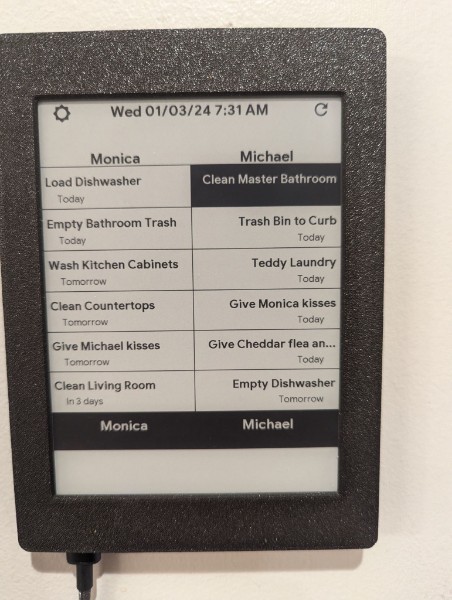 Wed 01/03/24 7:31 AM
Monica Michael
Load Dishwasher Clean Master Bathroom
Today
Empty Bathroom Trash Trash Bin to Curb
Today Today
Wash Kitchen Cabinets Teddy Laundry
Tomorrow Today
Clean Countertops Give Monica kisses
Tomorrow Today
Give Michael kisses Give Cheddar flea an...
Tomorrow Today
Clean Living Room Empty Dishwasher
In 3 days Tomorrow
Monica Michael